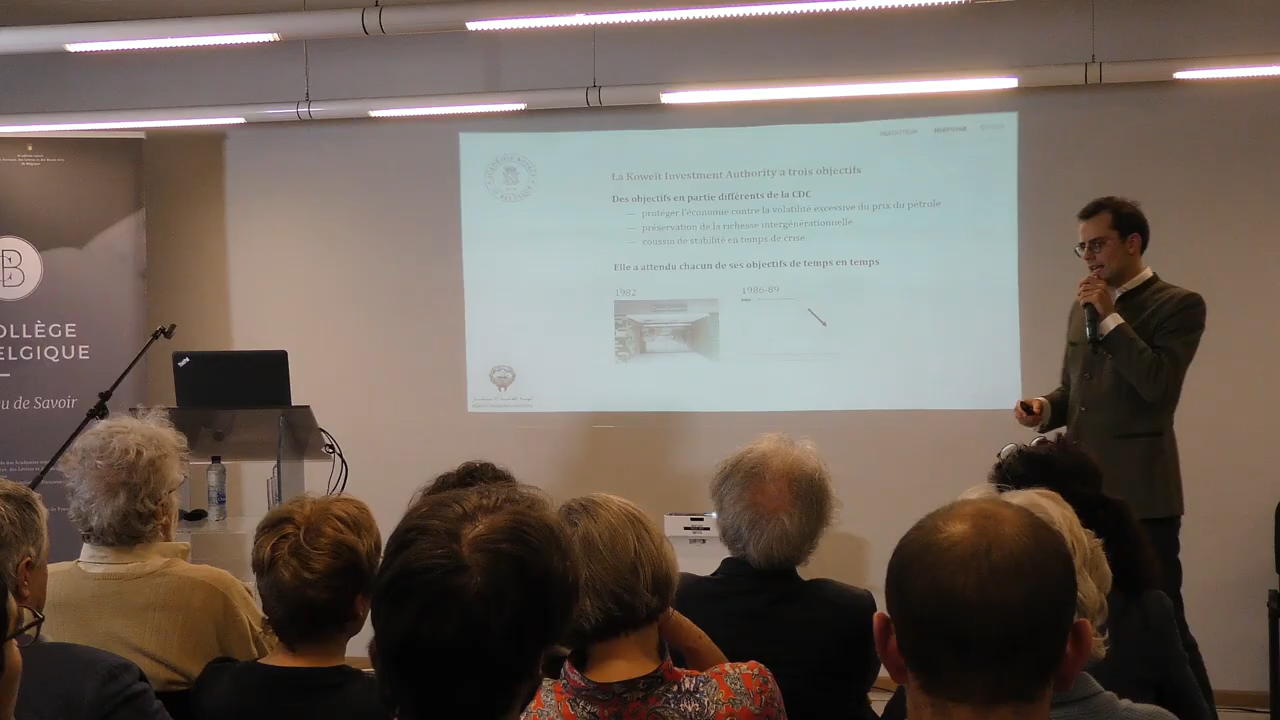 OLLÈGE
ELGIQUE
u de Savoir
La Koweït Investment Authority a trois objectifs
Des objectifs en partie différents de la CDC
— protéger l'économie contre la volatilité excessive du prix du pétrole
— préservation de la richesse intergénérationnelle
— coussin de stabilité en temps de crise
Elle a attendu chacun de ses objectifs de temps en temps
1982
1986-89